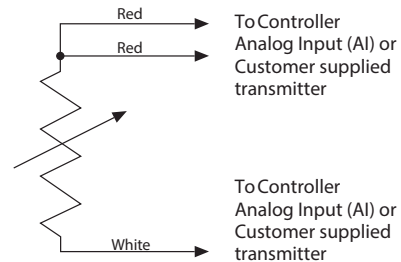 Red
To Controller
Red
Analog Input (AI) or
Customer supplied
transmitter
To Controller
Analog Input (AI) or
Customer supplied
White
transmitter